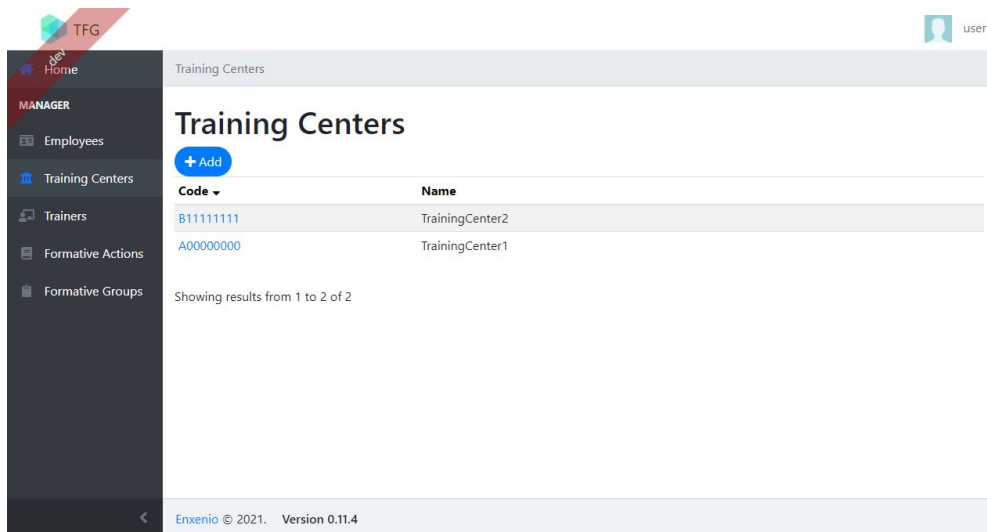 TFG
user
dev
Home
Training Centers
MANAGER
Training Centers
Employees
+ Add
Training Centers
Code Name
Trainers
B11111111 TrainingCenter2
A00000000 TrainingCenter1
Formative Actions
Formative Groups
Showing results from 1 to 2 of 2
Enxenio © 2021. Version 0.11.4